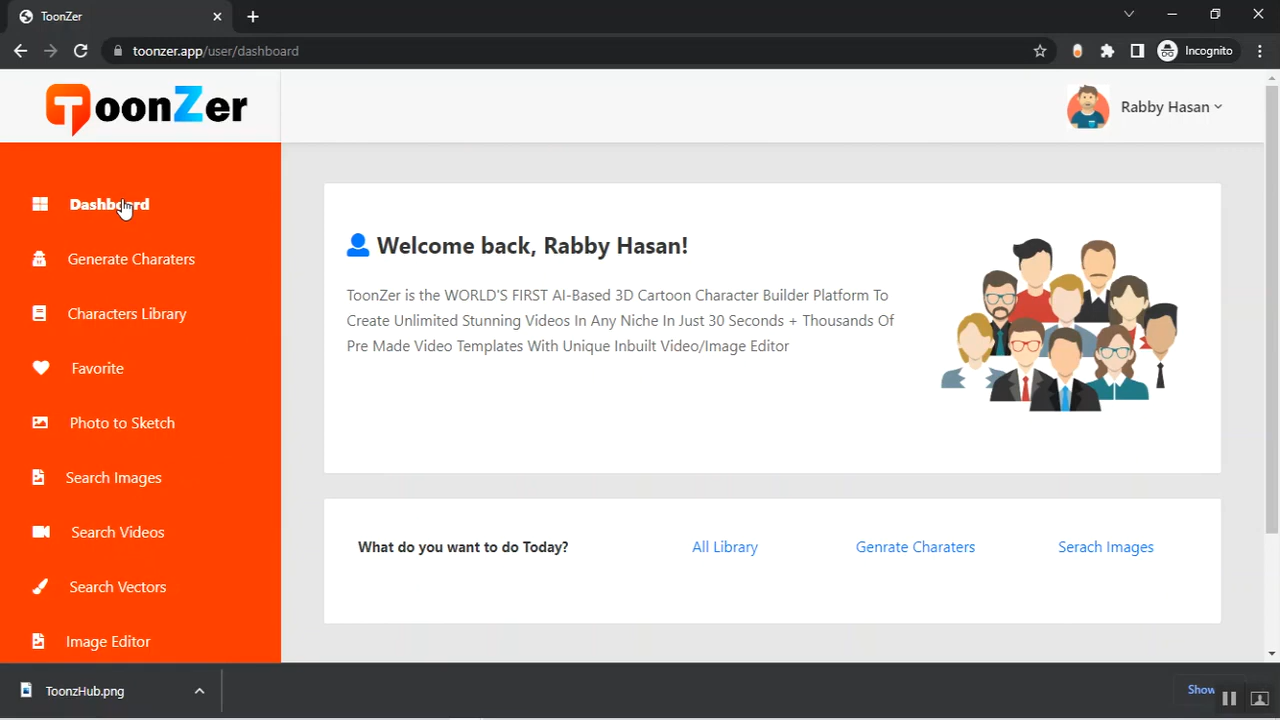 ToonZer
toonzer.app/user/dashboard
Incognito
ToonZer
Rabby Hasan
Dashboard
Generate Charaters
Characters Library
Favorite
Photo to Sketch
Search Images
Search Videos
Search Vectors
Image Editor
Welcome back, Rabby Hasan!
ToonZer is the WORLD'S FIRST AI-Based 3D Cartoon Character Builder Platform To
Create Unlimited Stunning Videos In Any Niche In Just 30 Seconds + Thousands Of
Pre Made Video Templates With Unique Inbuilt Video/Image Editor
What do you want to do Today?
All Library
Genrate Charaters
Serach Images
ToonzHub.png
Show